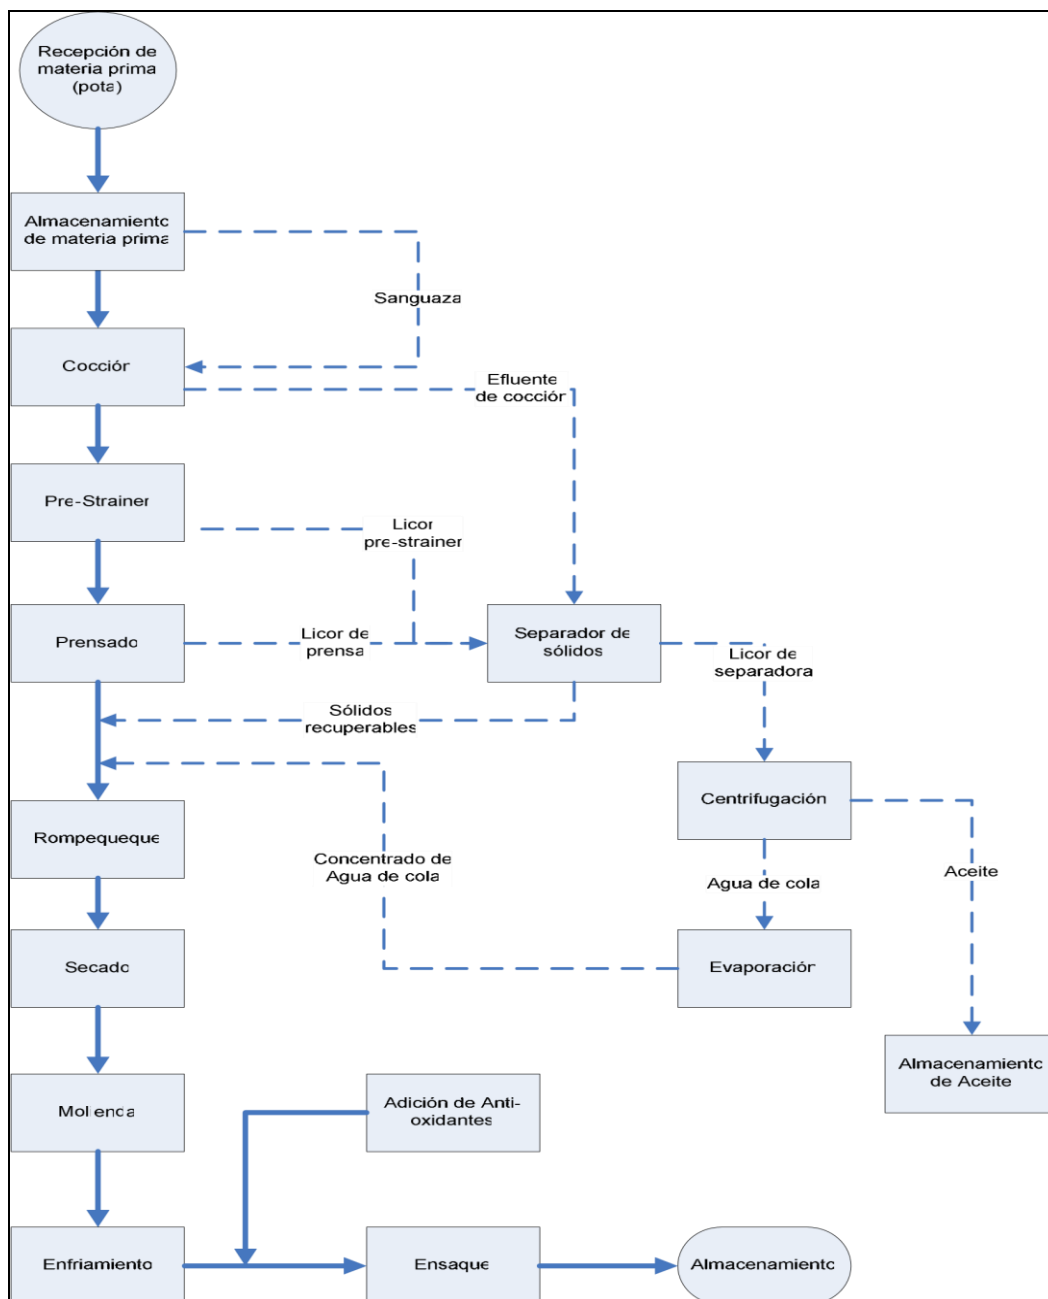 Recepción de
materia prima
(pota)
Almacenamiento
de materia prima
Sanguaza
Cocción
Efluente
de cocción
Pre-Strainer
Licor
pre-strainer
Prensado
Licor de
prensa
Separador de
sólidos
Licor de
separadora
Sólidos
recuperables
Centrifugación
Rompequeque
Concentrado de
Agua de cola
Agua de cola
Aceite
Secado
Evaporación
Almacenamiento
de Aceite
Molienda
Adición de Anti-
oxidantes
Enfriamiento
Ensaque
Almacenamiento